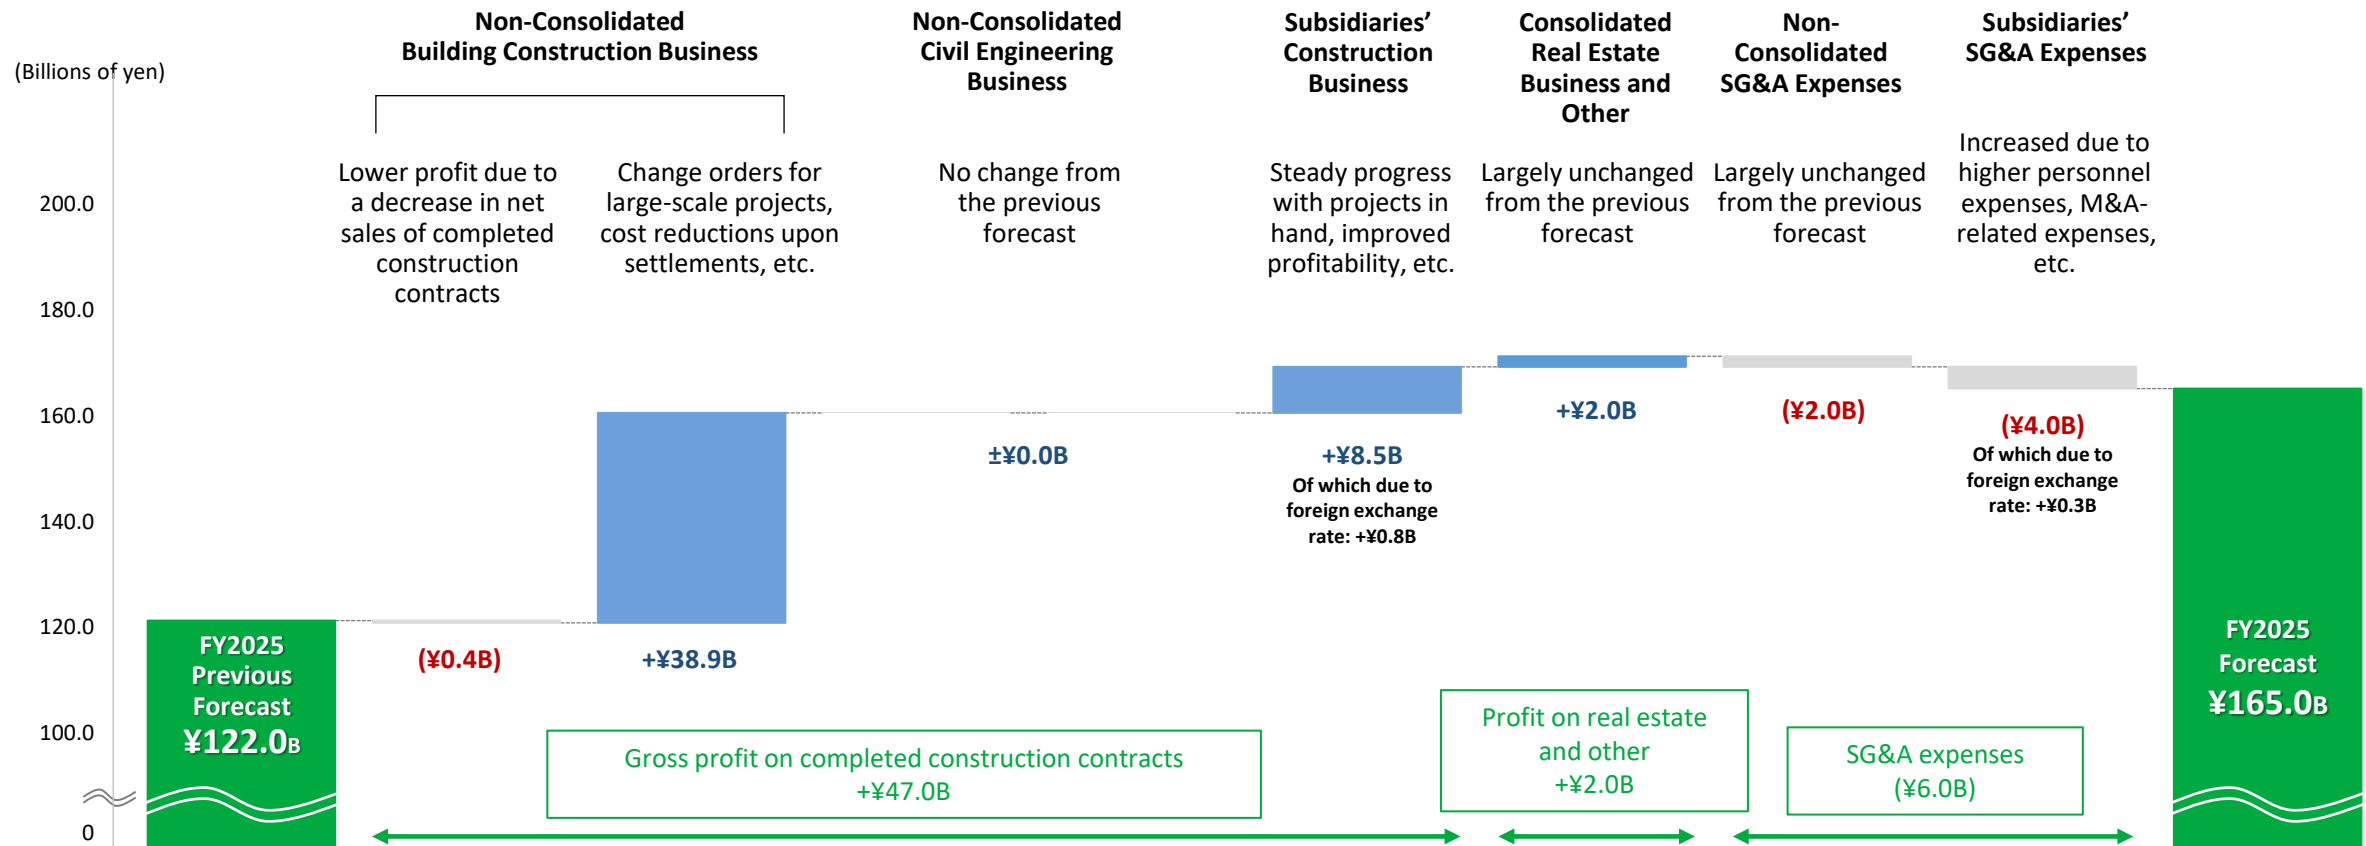 (Billions of yen)
Non-Consolidated
Building Construction Business
Non-Consolidated
Civil Engineering
Business
Subsidiaries’
Construction
Business
Consolidated
Real Estate
Business and
Other
Non-
Consolidated
SG&A Expenses
Subsidiaries’
SG&A Expenses
Lower profit due to
a decrease in net
sales of completed
construction
contracts
Change orders for
large-scale projects,
cost reductions upon
settlements, etc.
No change from
the previous
forecast
Steady progress
with projects in
hand, improved
profitability, etc.
Largely unchanged
from the previous
forecast
Largely unchanged
from the previous
forecast
Increased due to
higher personnel
expenses, M&A-
related expenses,
etc.
200.0
180.0
160.0
140.0
120.0
100.0
0
FY2025
Previous
Forecast
¥122.0B
(¥0.4B)
+¥38.9B
±¥0.0B
+¥8.5B
Of which due to
foreign exchange
rate: +¥0.8B
+¥2.0B
(¥2.0B)
(¥4.0B)
Of which due to
foreign exchange
rate: +¥0.3B
FY2025
Forecast
¥165.0B
Gross profit on completed construction contracts
+¥47.0B
Profit on real estate
and other
+¥2.0B
SG&A expenses
(¥6.0B)